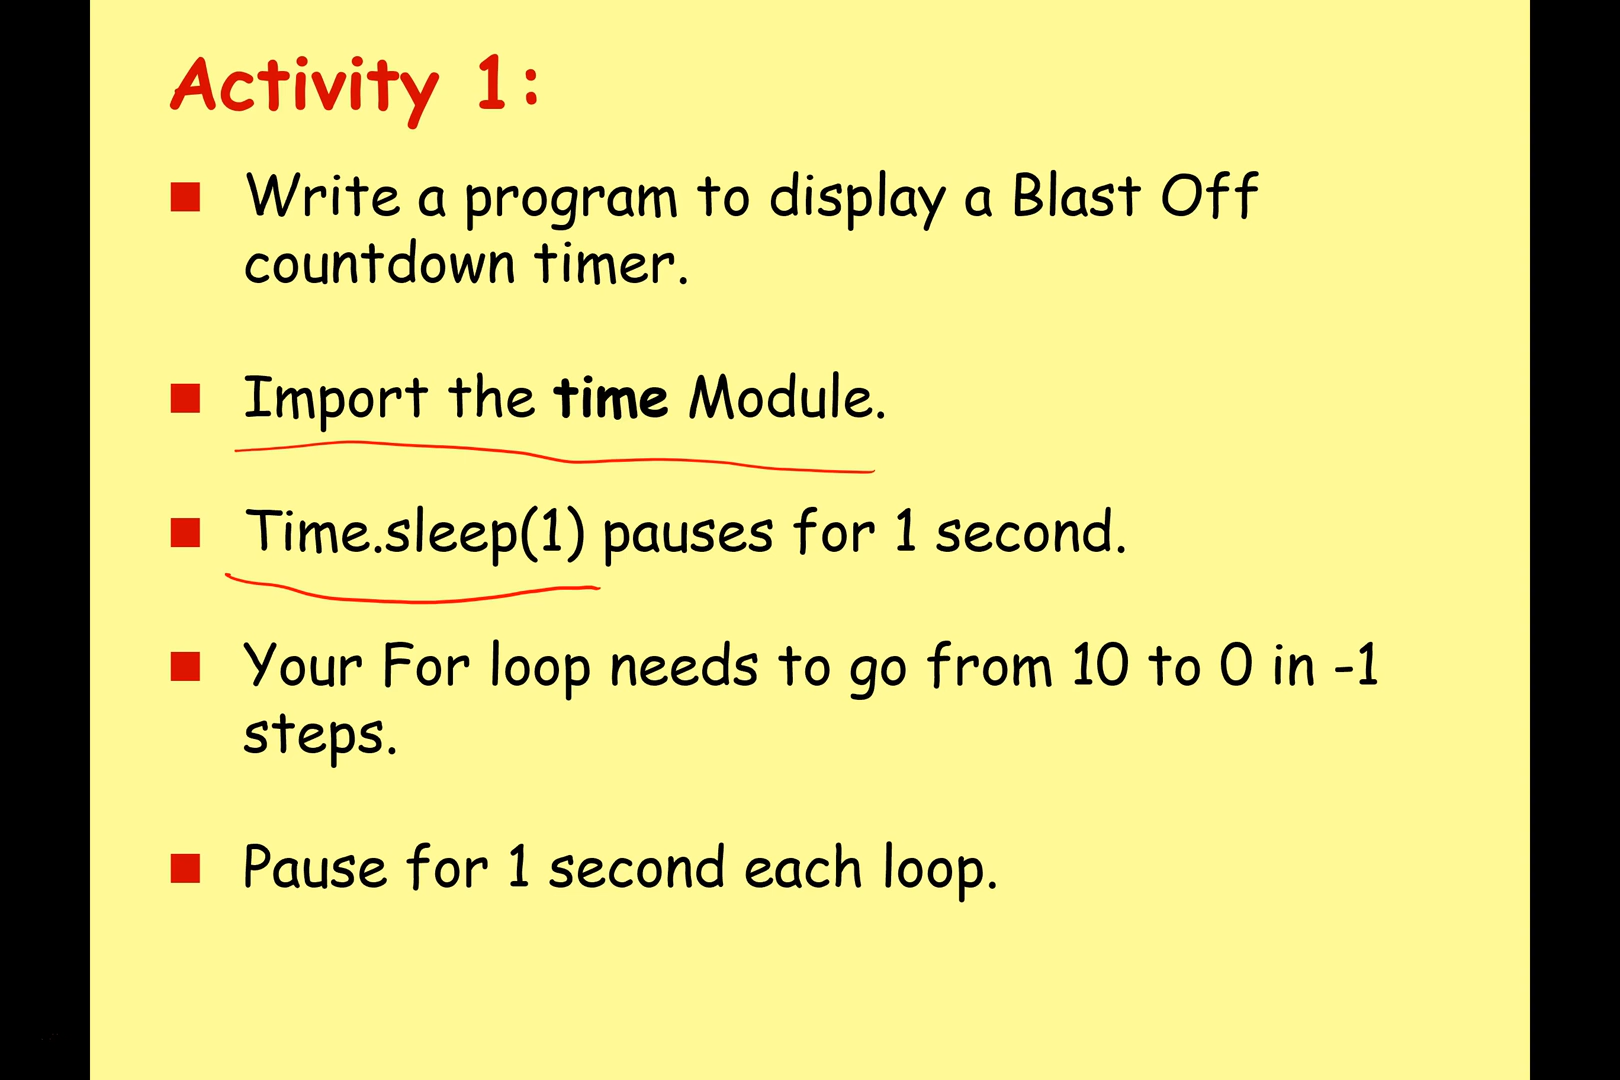 Activity 1:
Write a program to display a Blast Off
countdown timer.
Import the time Module.
Time.sleep(1) pauses for 1 second.
Your For loop needs to go from 10 to 0 in -1
steps.
Pause for 1 second each loop.